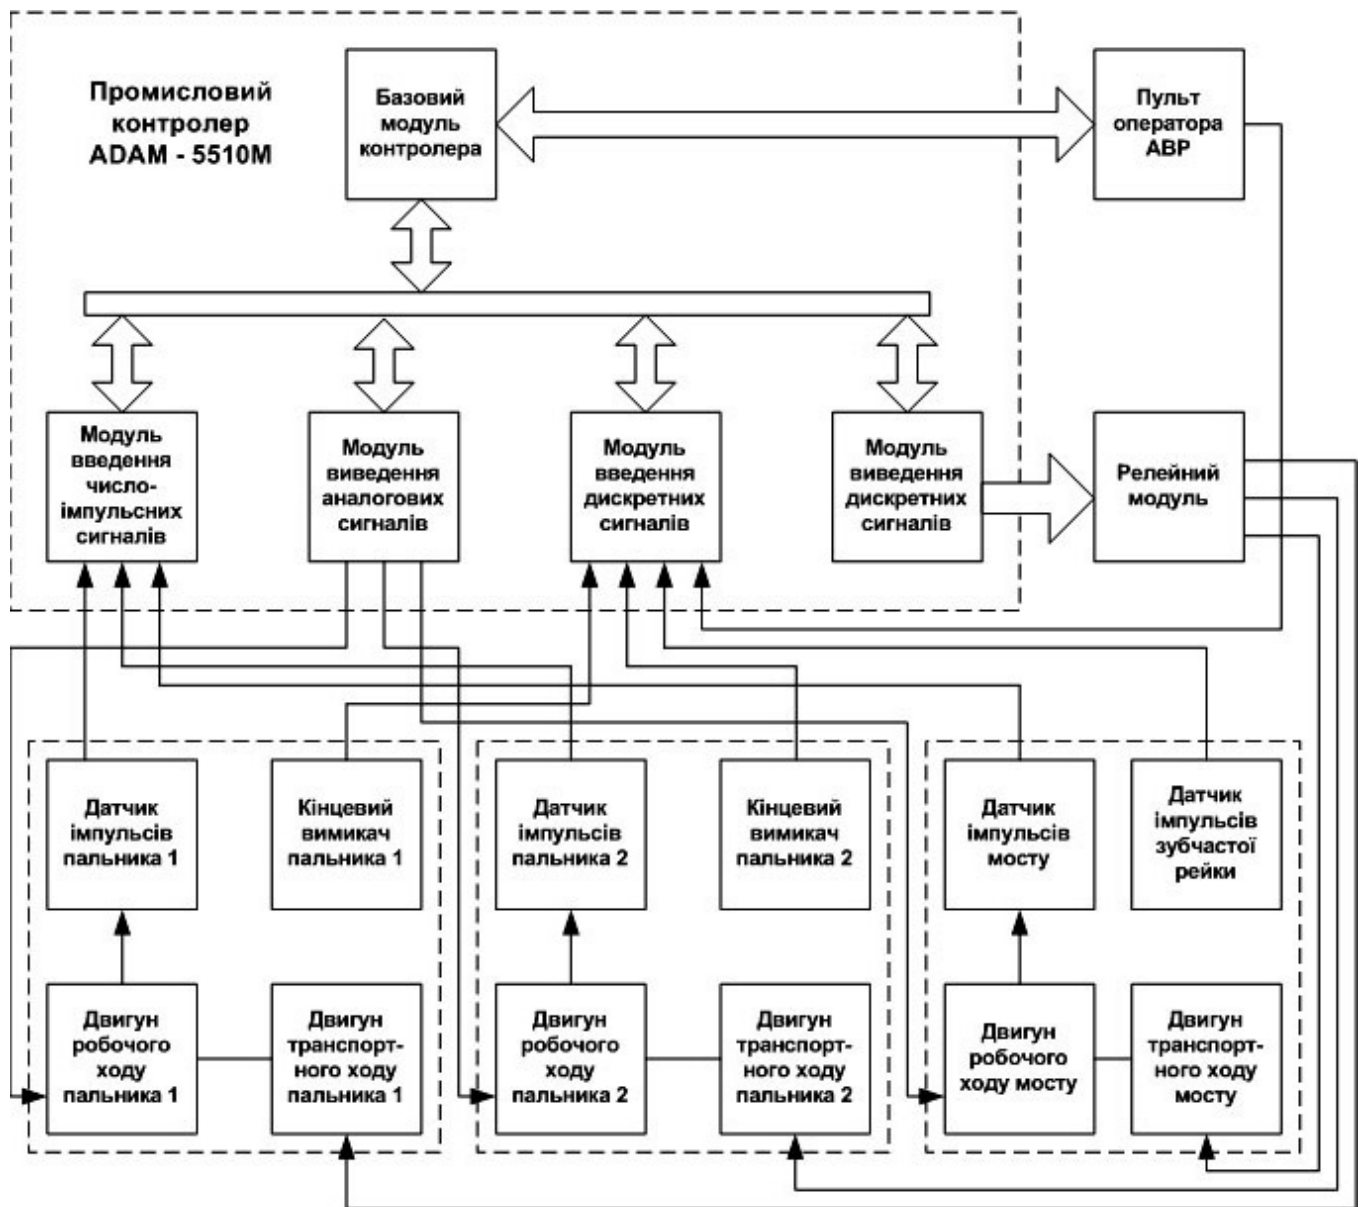 Промисловий
контролер
ADAM - 5510M
Базовий
модуль
контролера
Пульт
оператора
АВР
Модуль
введення
число-
імпульсних
сигналів
Модуль
виведення
аналогових
сигналів
Модуль
введення
дискретних
сигналів
Модуль
виведення
дискретних
сигналів
Релейний
модуль
Датчик
імпульсів
пальника 1
Кінцевий
вимикач
пальника 1
Датчик
імпульсів
пальника 2
Кінцевий
вимикач
пальника 2
Датчик
імпульсів
мосту
Датчик
імпульсів
зубчастої
рейки
Двигун
робочого
ходу
пальника 1
Двигун
транспорт-
ного ходу
пальника 1
Двигун
робочого
ходу
пальника 2
Двигун
транспорт-
ного ходу
пальника 2
Двигун
робочого
ходу мосту
Двигун
транспорт-
ного ходу
мосту